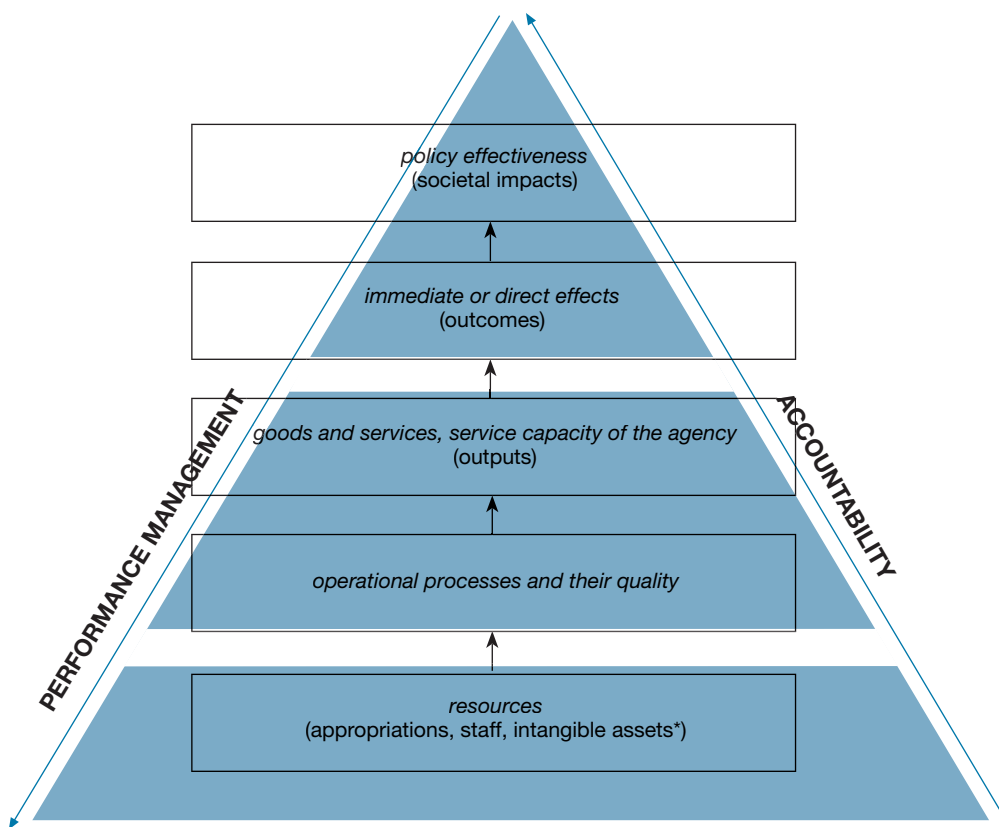 policy effectiveness
(societal impacts)
immediate or direct effects
(outcomes)
PERFORMANCE MANAGEMENT
ACCOUNTABILITY
goods and services, service capacity of the agency
(outputs)
operational processes and their quality
resources
(appropriations, staff, intangible assets*)